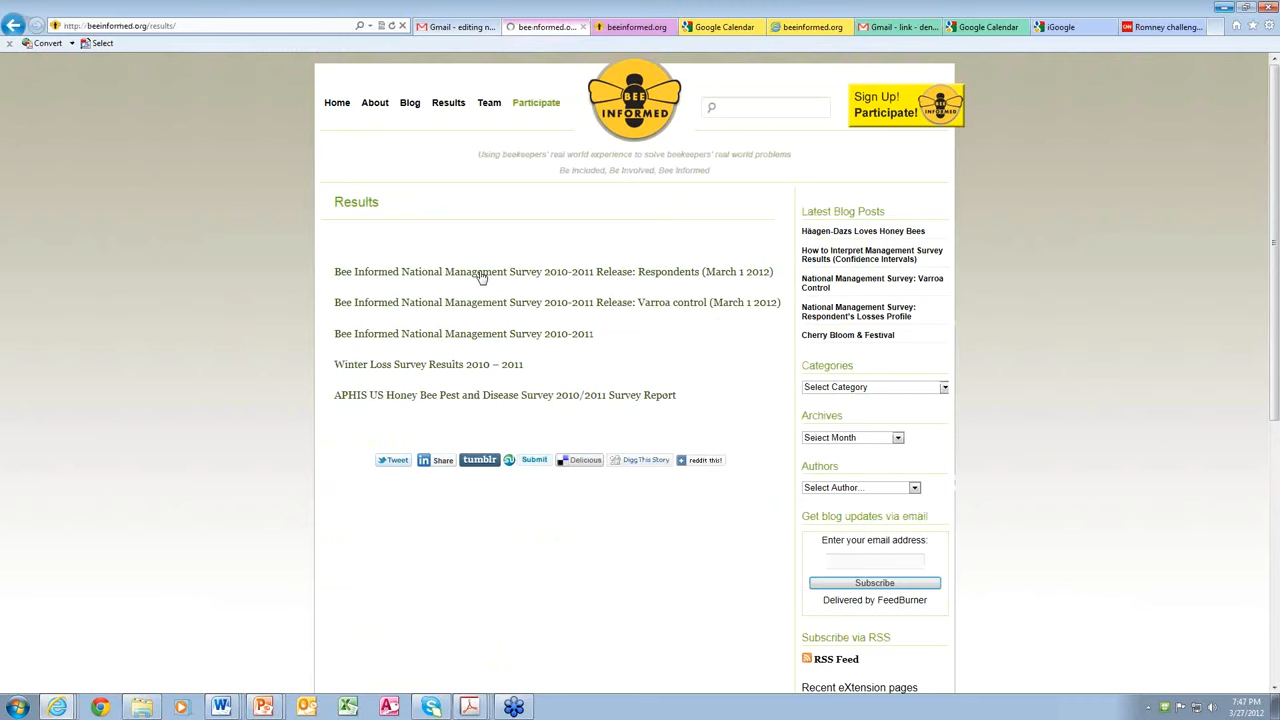 http://beeinformed.org/results/
Gmail - editing n...
beeinformed.o...
beeinformed.org
Google Calendar
beeinformed.org
Gmail - link - den...
Google Calendar
iGoogle
Romney challeng...
Convert
Select
Home
About
Blog
Results
Team
Participate
BEE
INFORMED
Sign Up!
Participate!
Using beekeepers' real world experience to solve beekeepers' real world problems
Be Included, Be Involved, Bee Informed
Results
Bee Informed National Management Survey 2010-2011 Release: Respondents (March 1 2012)
Bee Informed National Management Survey 2010-2011 Release: Varroa control (March 1 2012)
Bee Informed National Management Survey 2010-2011
Winter Loss Survey Results 2010 – 2011
APHIS US Honey Bee Pest and Disease Survey 2010/2011 Survey Report
Tweet
Share
tumblr
Submit
Delicious
Digg This Story
reddit this!
Latest Blog Posts
Häagen-Dazs Loves Honey Bees
How to Interpret Management Survey
Results (Confidence Intervals)
National Management Survey: Varroa
Control
National Management Survey:
Respondent's Losses Profile
Cherry Bloom & Festival
Categories
Select Category
Archives
Select Month
Authors
Select Author...
Get blog updates via email
Enter your email address:
Subscribe
Delivered by FeedBurner
Subscribe via RSS
RSS Feed
Recent eXtension pages
7:47 PM
3/27/2012